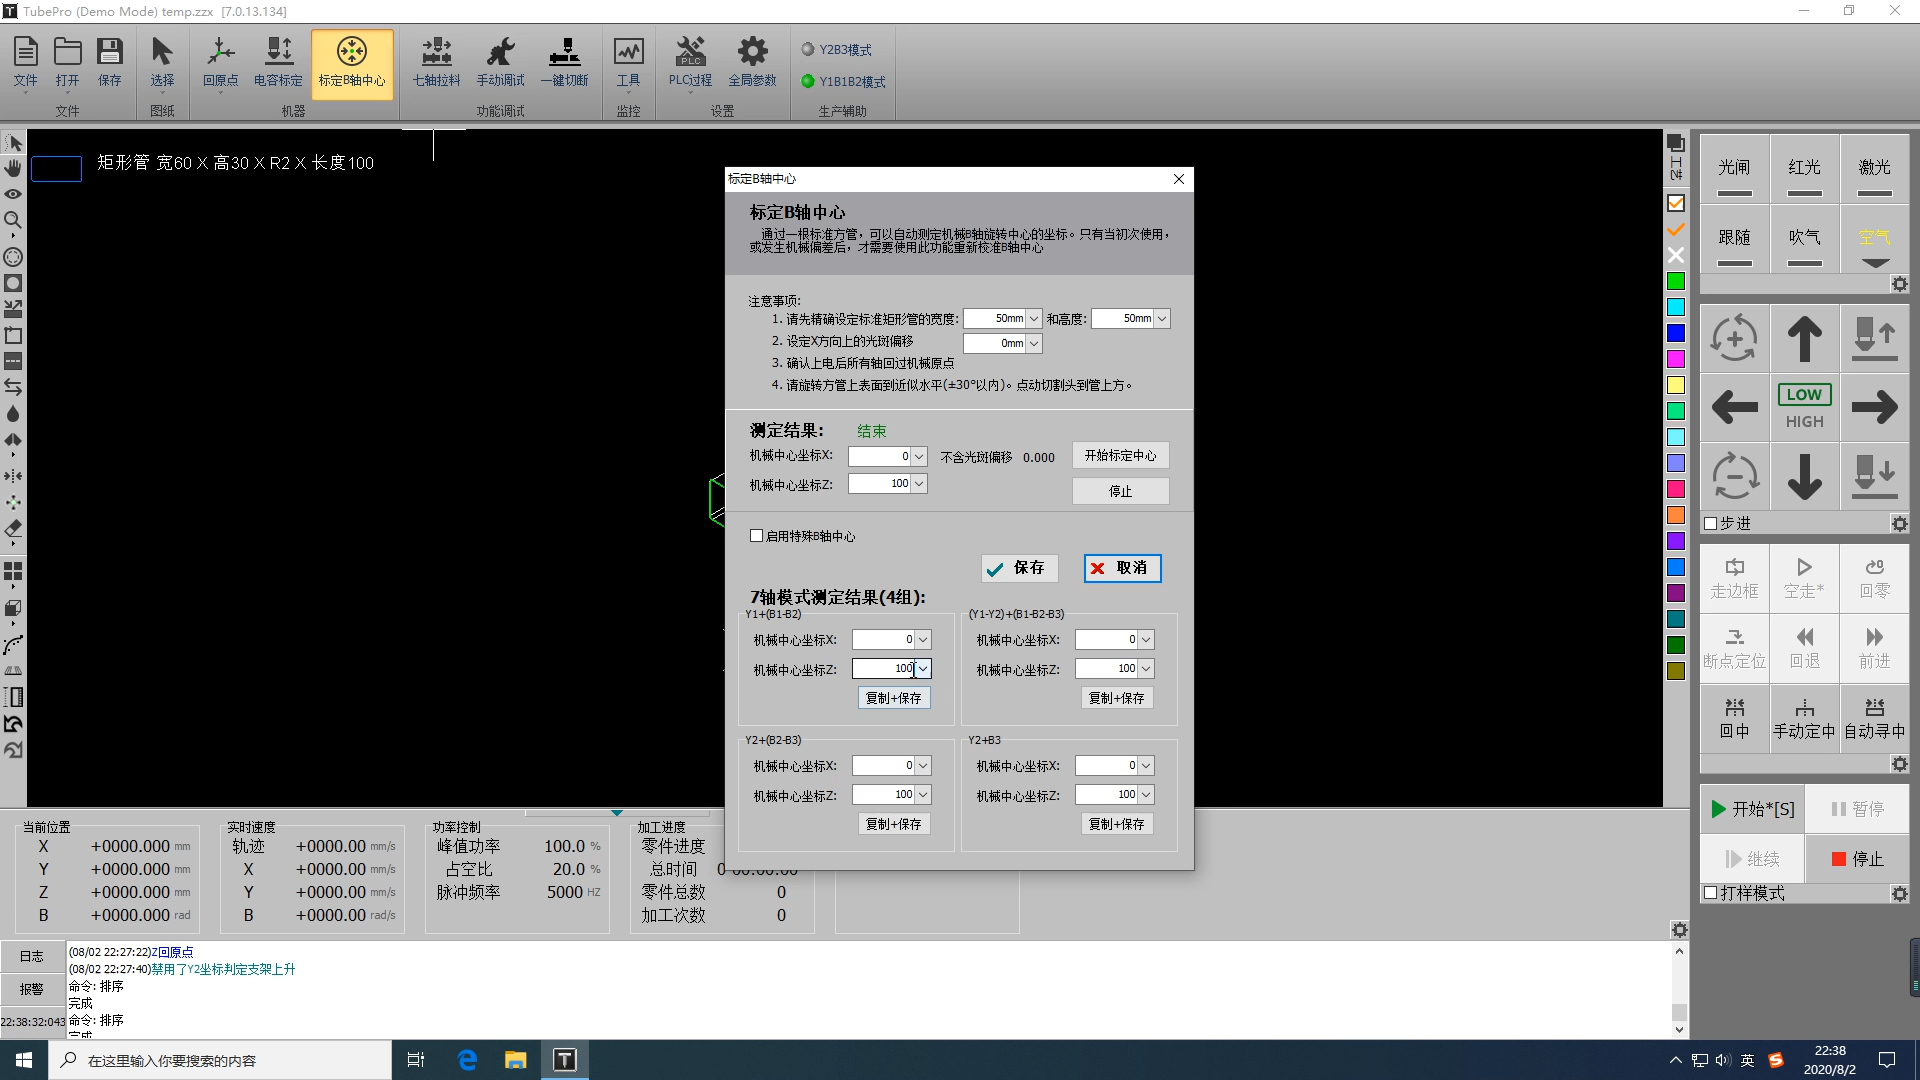 TubePro (Demo Mode) temp.zzx   [7.0.13.134]
文件
打开
保存
选择
回原点
电容标定
标定B轴中心
七轴拉料
手动调试
一键切断
工具
PLC
PLC过程
全局参数
Y2B3模式
Y1B1B2模式
文件
图纸
机器
功能调试
监控
设置
生产辅助
矩形管 宽60 X 高30 X R2 X 长度100
工艺
标定B轴中心
标定B轴中心
通过一根标准方管，可以自动测定机械B轴旋转中心的坐标。只有当初次使用，
或发生机械偏差后，才需要使用此功能重新校准B轴中心
注意事项:
1. 请先精确设定标准矩形管的宽度: 50mm 和高度: 50mm
2. 设定X方向上的光斑偏移 0mm
3. 确认上电后所有轴回过机械原点
4. 请旋转方管上表面到近似水平(±30°以内)。点动切割头到管上方。
测定结果: 结束
机械中心坐标X: 0 不含光斑偏移 0.000 开始标定中心
机械中心坐标Z: 100 停止
启用特殊B轴中心
保存 取消
7轴模式测定结果(4组):
Y1+(B1-B2)
机械中心坐标X: 0
机械中心坐标Z: 100
复制+保存
(Y1-Y2)+(B1-B2-B3)
机械中心坐标X: 0
机械中心坐标Z: 100
复制+保存
Y2+(B2-B3)
机械中心坐标X: 0
机械中心坐标Z: 100
复制+保存
Y2+B3
机械中心坐标X: 0
机械中心坐标Z: 100
复制+保存
光闸 红光 激光
跟随 吹气 空气
LOW
HIGH
步进
走边框 空走* 回零
断点定位 回退 前进
回中 手动定中 自动寻中
开始*[S] 暂停
继续 停止
打样模式
当前位置
X +0000.000 mm
Y +0000.000 mm
Z +0000.000 mm
B +0000.000 rad
实时速度
轨迹 +0000.00 mm/s
X +0000.00 mm/s
Y +0000.00 mm/s
B +0000.00 rad/s
功率控制
峰值功率 100.0 %
占空比 20.0 %
脉冲频率 5000 HZ
加工进度
零件进度
总时间
零件总数 0
加工次数 0
日志
报警
22:38:32:043
(08/02 22:27:22)Z回原点
(08/02 22:27:40)禁用了Y2坐标判定支架上升
命令: 排序
完成
命令: 排序
完成
在这里输入你要搜索的内容
英
22:38
2020/8/2